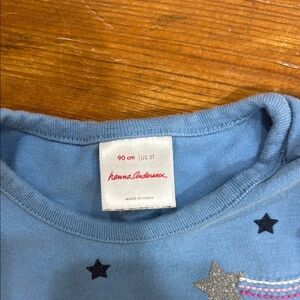 90 cm | US 3T
hanna andersson
MADE IN INDIA